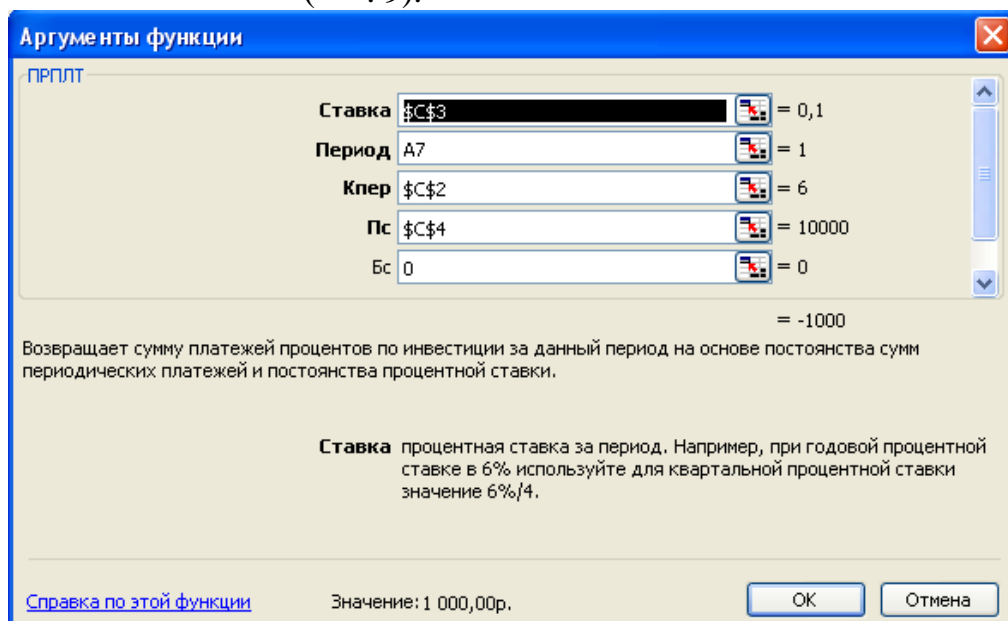 Аргументы функции
ПРПЛТ
Ставка $C$3 = 0,1
Период A7 = 1
Кпер $C$2 = 6
Пс $C$4 = 10000
Бс 0 = 0
= -1000
Возвращает сумму платежей процентов по инвестиции за данный период на основе постоянства сумм
периодических платежей и постоянства процентной ставки.
Ставка процентная ставка за период. Например, при годовой процентной
ставке в 6% используйте для квартальной процентной ставки
значение 6%/4.
Справка по этой функции Значение: 1 000,00р. ОК Отмена